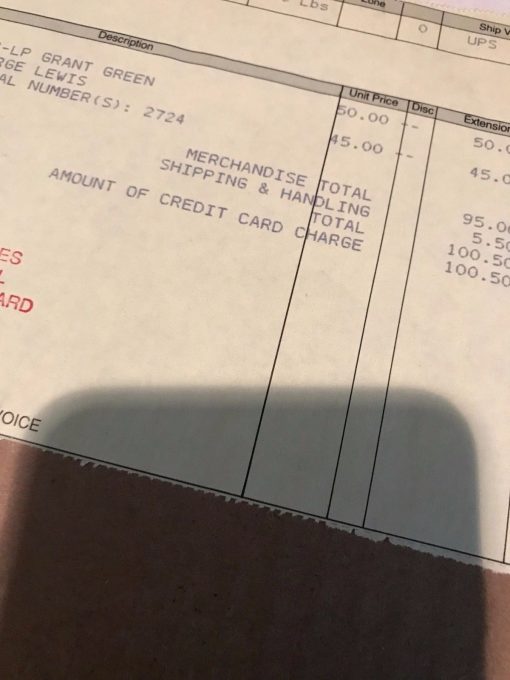 Lbs Zone
0 Ship V
UPS
Description Unit Price Disc Extension
-LP GRANT GREEN 50.00 -- 50.0
RGE LEWIS 45.00 -- 45.0
AL NUMBER(S): 2724
MERCHANDISE TOTAL 95.00
SHIPPING & HANDLING 5.50
TOTAL 100.50
AMOUNT OF CREDIT CARD CHARGE 100.50
ES
L
ARD
VOICE